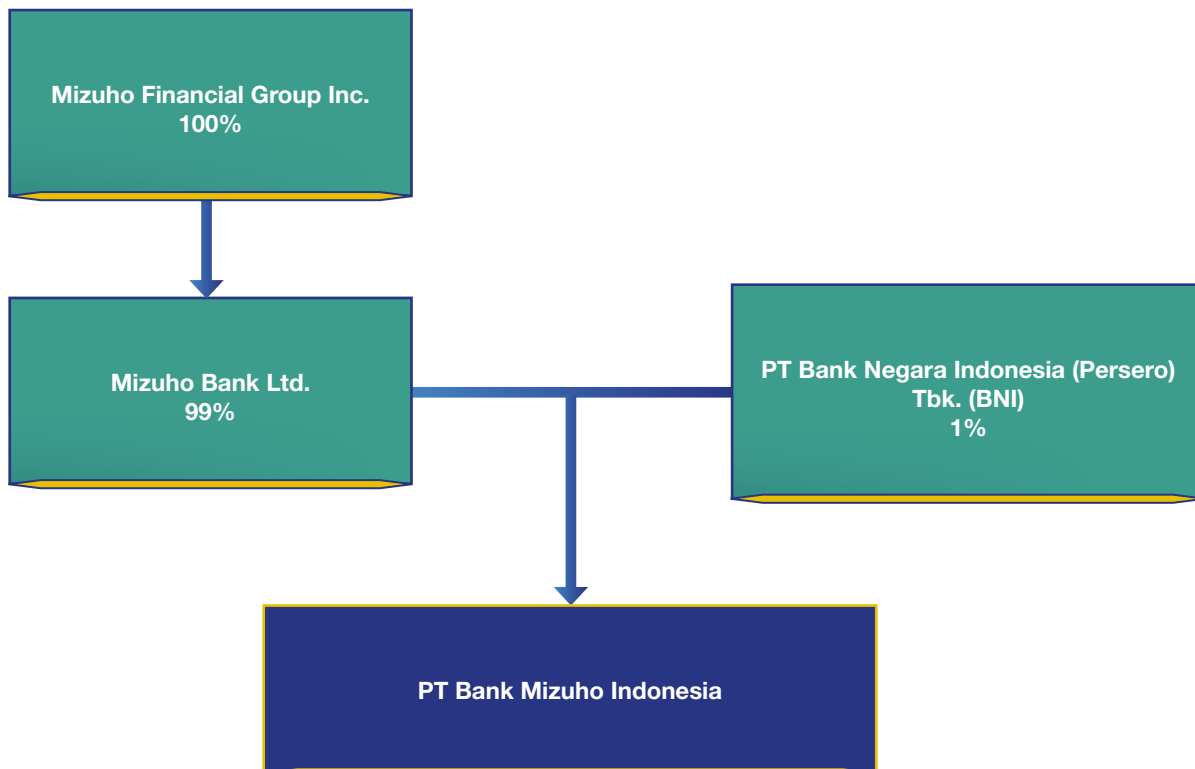 Mizuho Financial Group Inc.
100%
Mizuho Bank Ltd.
99%
PT Bank Negara Indonesia (Persero)
Tbk. (BNI)
1%
PT Bank Mizuho Indonesia